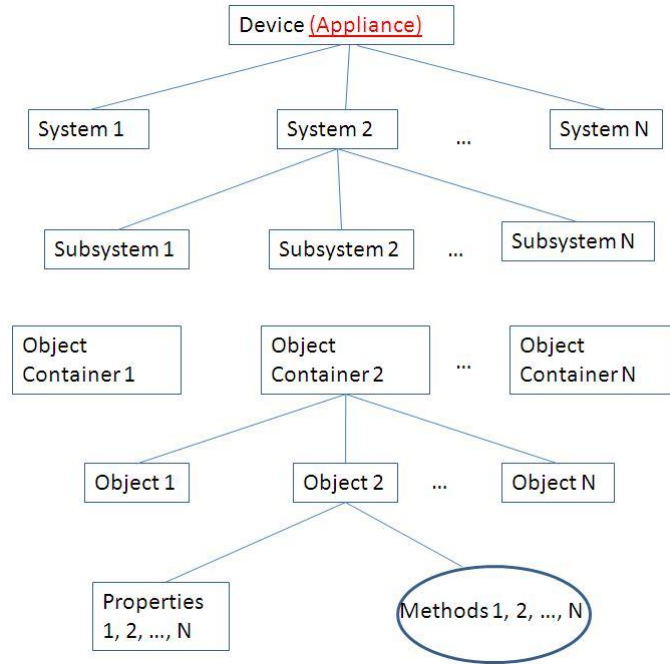 Device (Appliance)
System 1
System 2
...
System N
Subsystem 1
Subsystem 2
...
Subsystem N
Object
Container 1
Object
Container 2
...
Object
Container N
Object 1
Object 2
...
Object N
Properties
1, 2, ..., N
Methods 1, 2, ..., N